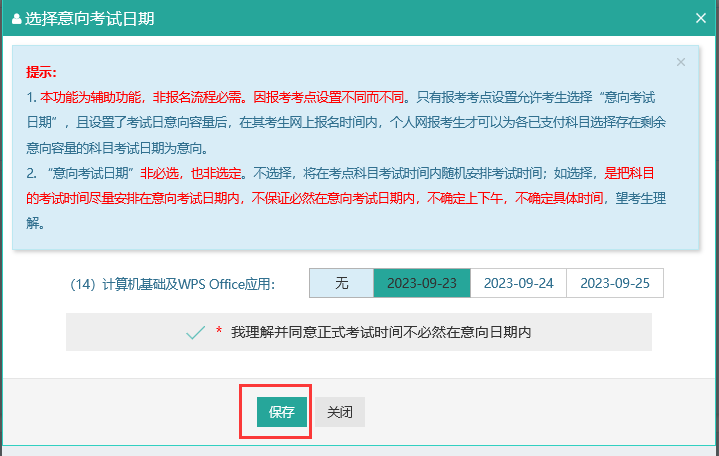 选择意向考试日期
提示：
1. 本功能为辅助功能，非报名流程必需。因报考考点设置不同而不同。只有报考考点设置允许考生选择“意向考试
日期”，且设置了考试日意向容量后，在其考生网上报名时间内，个人网报考生才可以为各已支付科目选择存在剩余
意向容量的科目考试日期为意向。
2. “意向考试日期”非必选，也非选定。不选择，将在考点科目考试时间内随机安排考试时间；如选择，是把科目
的考试时间尽量安排在意向考试日期内，不保证必然在意向考试日期内，不确定上下午，不确定具体时间，望考生理
解。
（14）计算机基础及WPS Office应用： 无 2023-09-23 2023-09-24 2023-09-25
* 我理解并同意正式考试时间不必然在意向日期内
保存 关闭